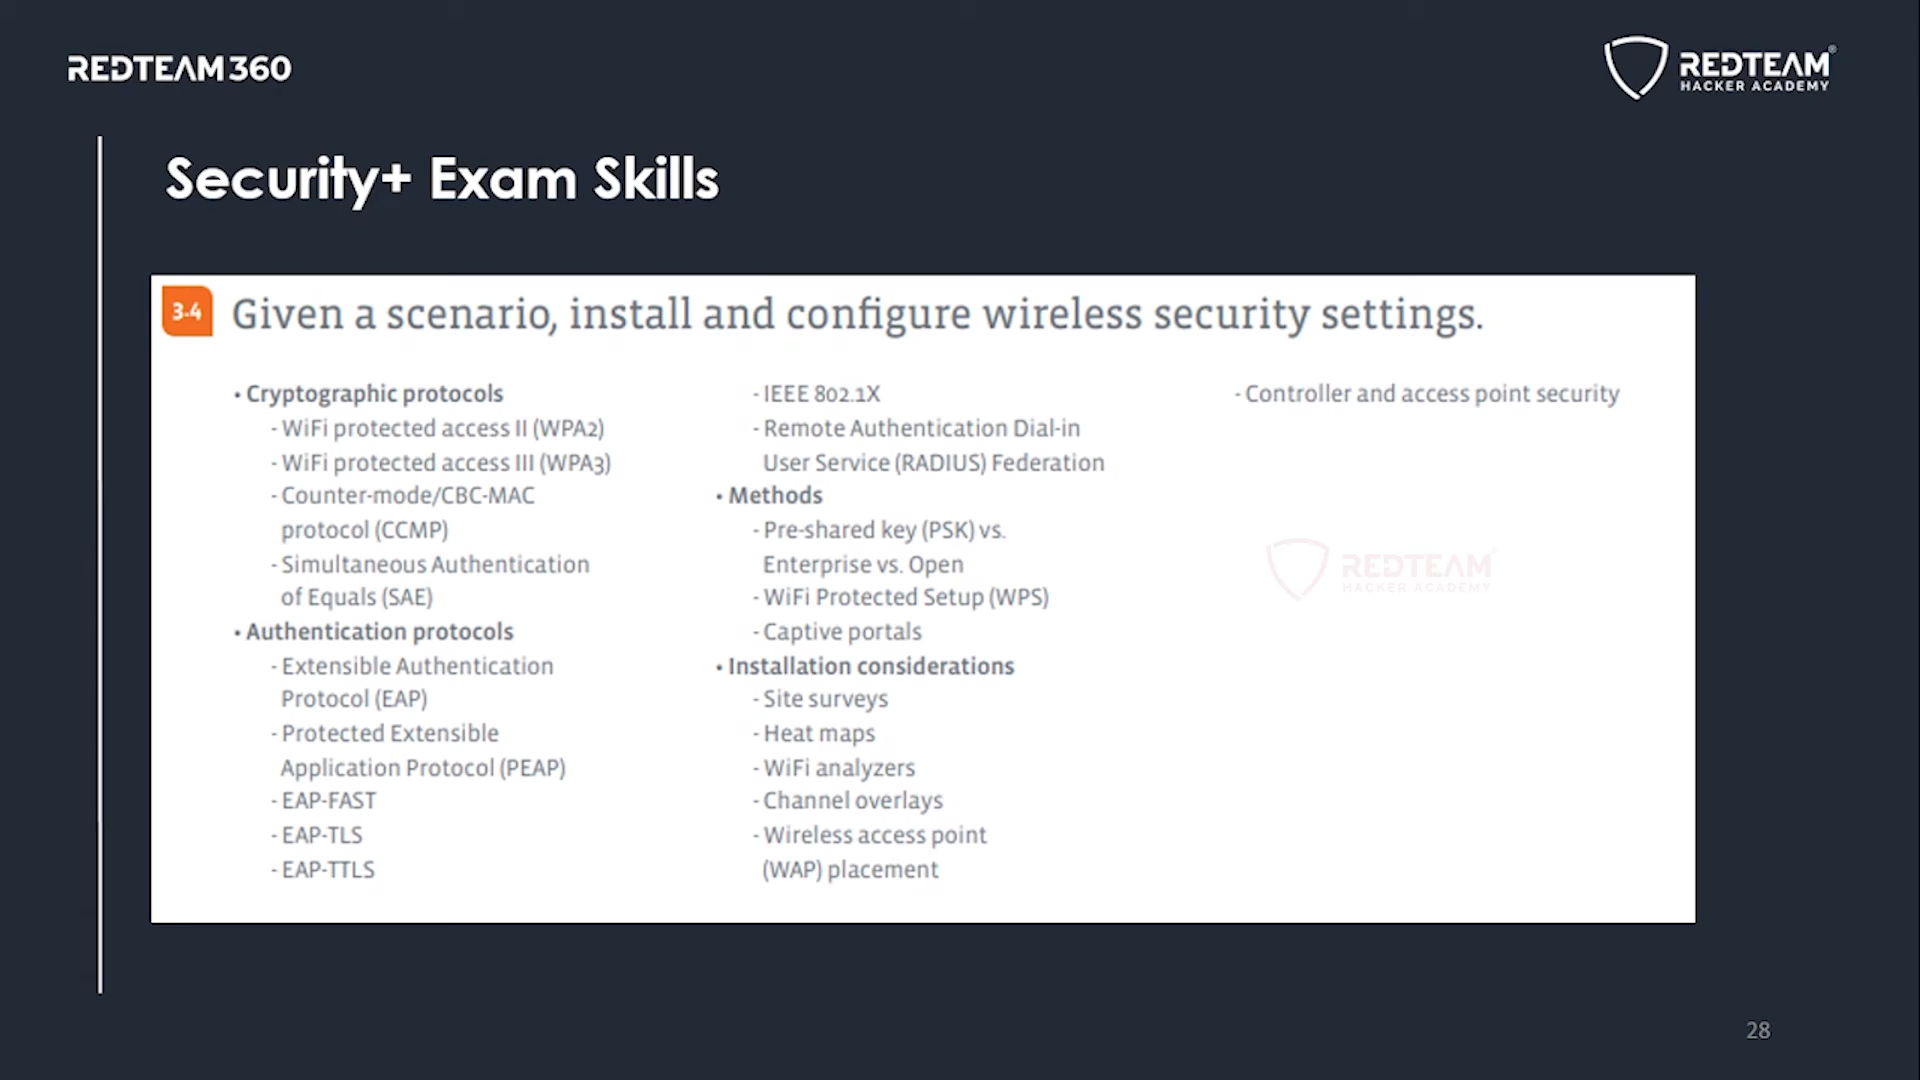 REDTEAM 360
REDTEAM®
HACKER ACADEMY
Security+ Exam Skills
3.4 Given a scenario, install and configure wireless security settings.
• Cryptographic protocols
- WiFi protected access II (WPA2)
- WiFi protected access III (WPA3)
- Counter-mode/CBC-MAC
protocol (CCMP)
- Simultaneous Authentication
of Equals (SAE)
• Authentication protocols
- Extensible Authentication
Protocol (EAP)
- Protected Extensible
Application Protocol (PEAP)
- EAP-FAST
- EAP-TLS
- EAP-TTLS
- IEEE 802.1X
- Remote Authentication Dial-in
User Service (RADIUS) Federation
• Methods
- Pre-shared key (PSK) vs.
Enterprise vs. Open
- WiFi Protected Setup (WPS)
- Captive portals
• Installation considerations
- Site surveys
- Heat maps
- WiFi analyzers
- Channel overlays
- Wireless access point
(WAP) placement
- Controller and access point security
REDTEAM
HACKER ACADEMY
28